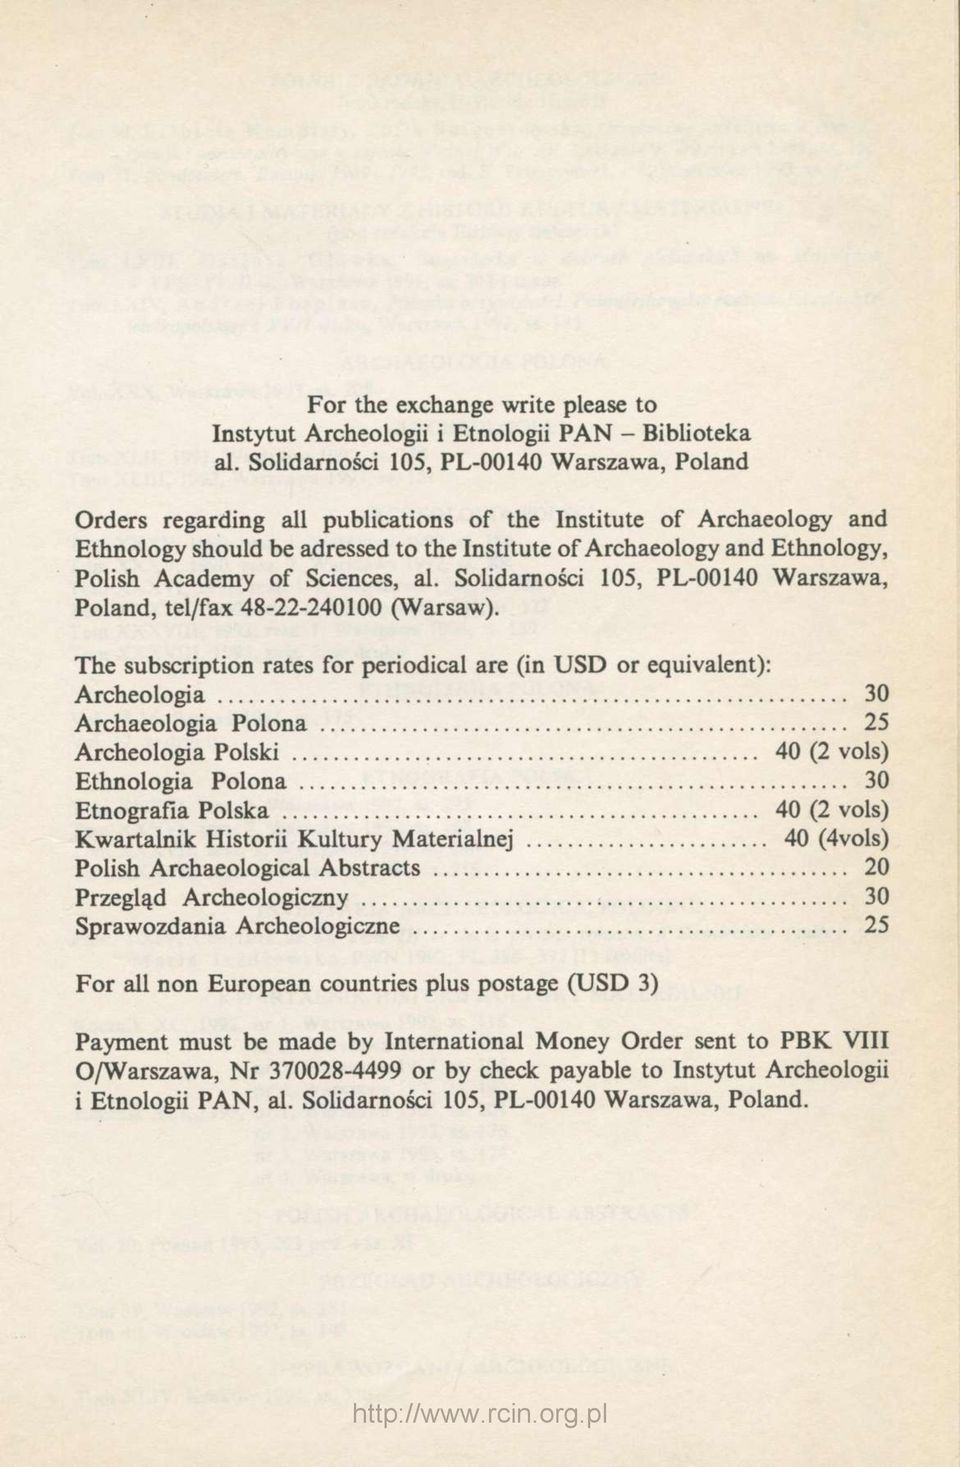 For the exchange write please to
Instytut Archeologii i Etnologii PAN – Biblioteka
al. Solidarności 105, PL-00140 Warszawa, Poland
Orders regarding all publications of the Institute of Archaeology and
Ethnology should be adressed to the Institute of Archaeology and Ethnology,
Polish Academy of Sciences, al. Solidarności 105, PL-00140 Warszawa,
Poland, tel/fax 48-22-240100 (Warsaw).
The subscription rates for periodical are (in USD or equivalent):
Archeologia ........................................................... 30
Archaeologia Polona ................................................. 25
Archeologia Polski ............................................ 40 (2 vols)
Ethnologia Polona ................................................... 30
Etnografia Polska ............................................. 40 (2 vols)
Kwartalnik Historii Kultury Materialnej ....................... 40 (4vols)
Polish Archaeological Abstracts ....................................... 20
Przegląd Archeologiczny .............................................. 30
Sprawozdania Archeologiczne ......................................... 25
For all non European countries plus postage (USD 3)
Payment must be made by International Money Order sent to PBK VIII
O/Warszawa, Nr 370028-4499 or by check payable to Instytut Archeologii
i Etnologii PAN, al. Solidarności 105, PL-00140 Warszawa, Poland.
http://www.rcin.org.pl